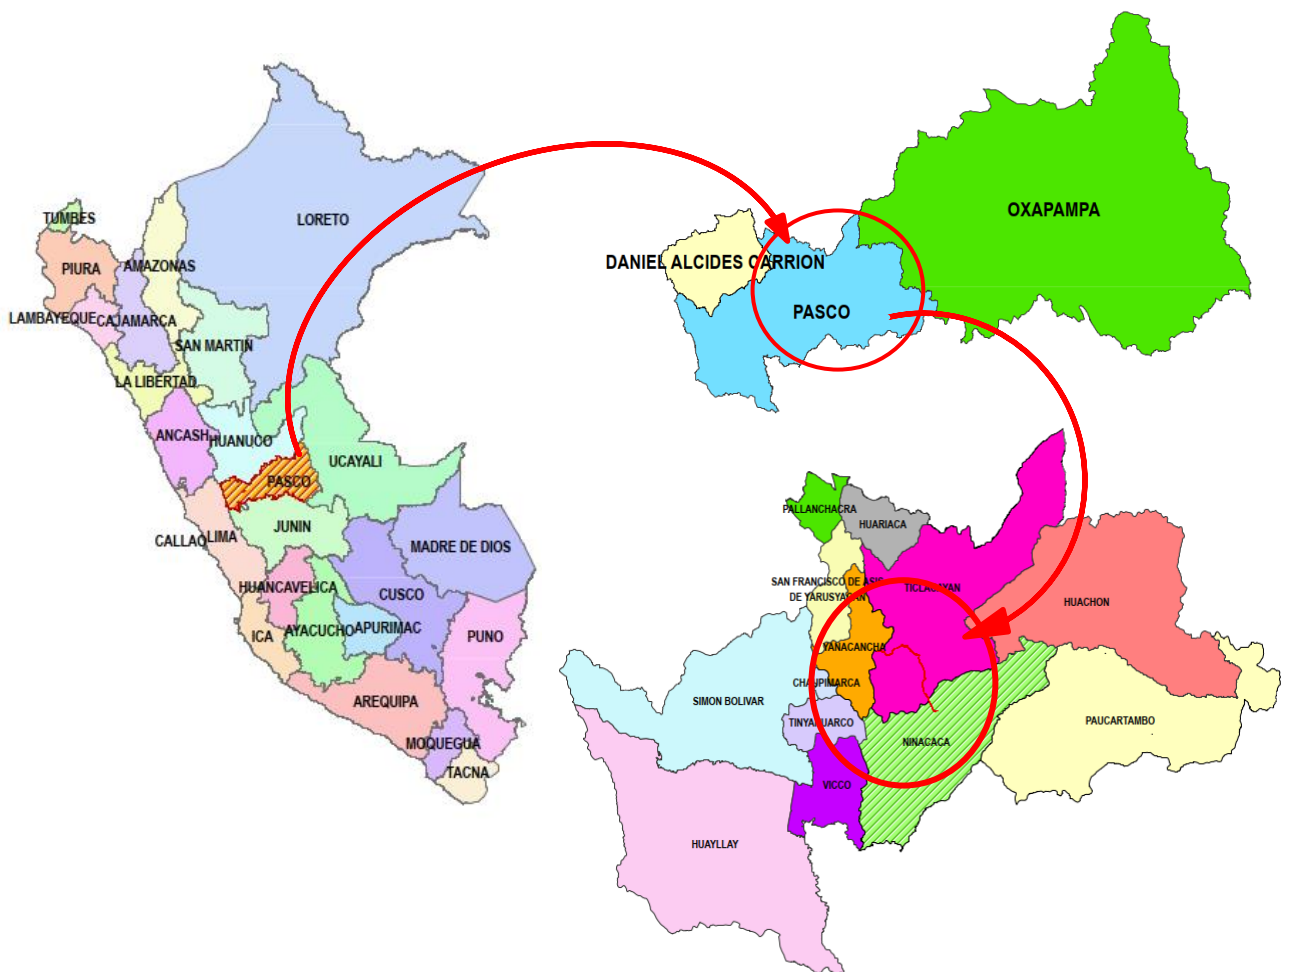 TUMBES
PIURA
AMAZONAS
LORETO
LAMBAYEQUE
CAJAMARCA
SAN MARTIN
LA LIBERTAD
ANCASH
HUANUCO
UCAYALI
PASCO
JUNIN
CALLAO
LIMA
MADRE DE DIOS
HUANCAVELICA
CUSCO
ICA
AYACUCHO
APURIMAC
PUNO
AREQUIPA
MOQUEGUA
TACNA
OXAPAMPA
DANIEL ALCIDES CARRION
PASCO
PALLANCHACRA
HUARIACA
SAN FRANCISCO DE ASIS
DE YARUSYACAN
TICLACAYAN
HUACHON
YANACANCHA
CHAUPIMARCA
SIMON BOLIVAR
TINYAHUARCO
NINACACA
PAUCARTAMBO
VICCO
HUAYLLAY